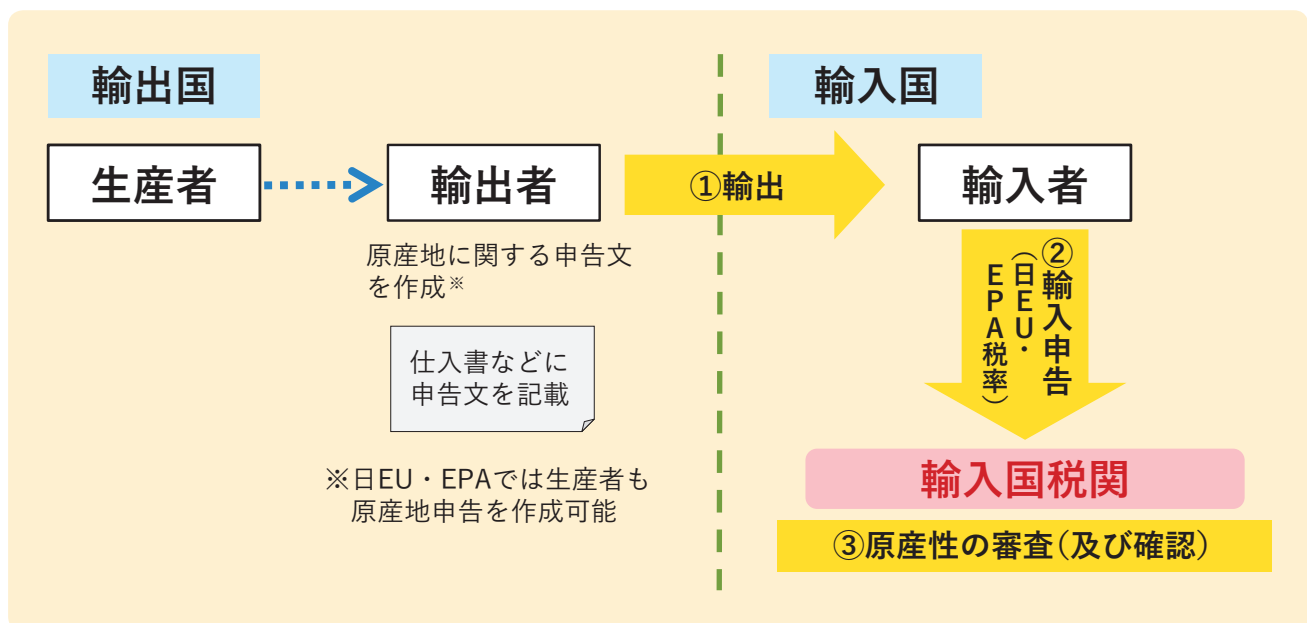 輸出国
輸入国
生産者
輸出者
①輸出
輸入者
原産地に関する申告文
を作成※
仕入書などに
申告文を記載
※日EU・EPAでは生産者も
原産地申告を作成可能
②輸入申告
（日EU・
EPA税率）
輸入国税関
③原産性の審査（及び確認）